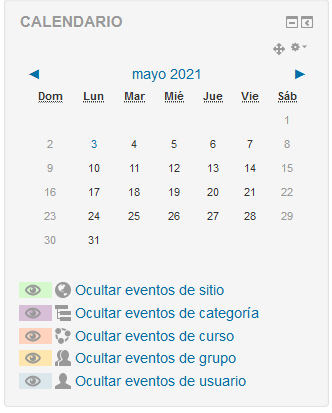 CALENDARIO
mayo 2021
Dom Lun Mar Mié Jue Vie Sáb
1
2 3 4 5 6 7 8
9 10 11 12 13 14 15
16 17 18 19 20 21 22
23 24 25 26 27 28 29
30 31
Ocultar eventos de sitio
Ocultar eventos de categoría
Ocultar eventos de curso
Ocultar eventos de grupo
Ocultar eventos de usuario